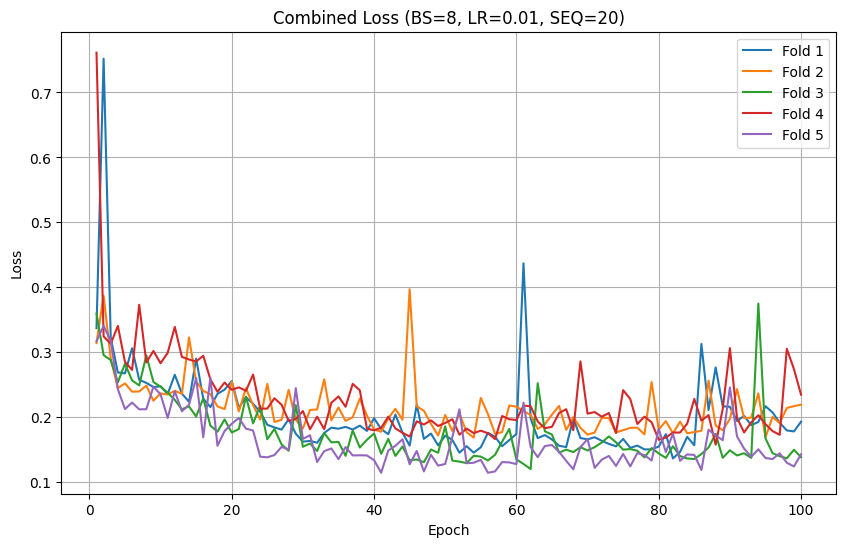 Combined Loss (BS=8, LR=0.01, SEQ=20)
Fold 1
Fold 2
Fold 3
Fold 4
Fold 5
Loss
0.7
0.6
0.5
0.4
0.3
0.2
0.1
0 20 40 60 80 100
Epoch